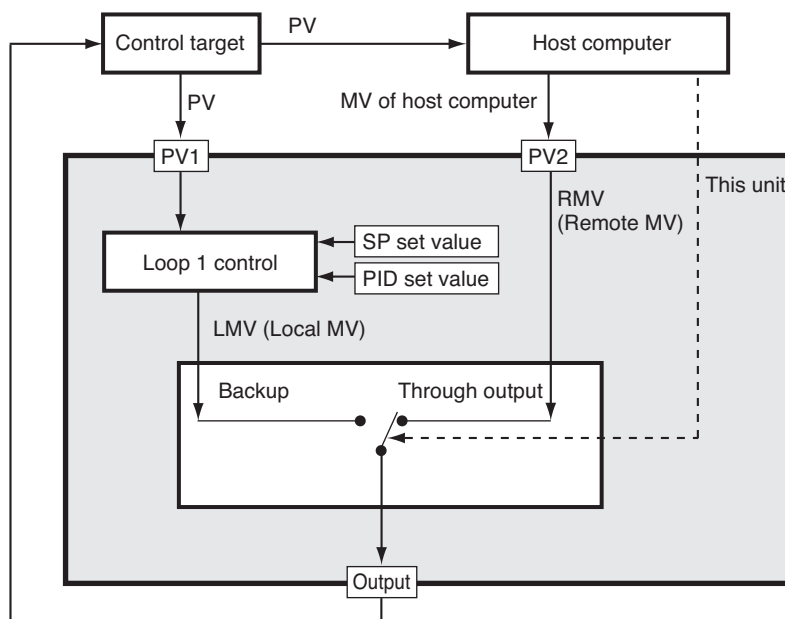 Control target
PV
Host computer
PV
MV of host computer
PV1
PV2
This unit
RMV
(Remote MV)
SP set value
Loop 1 control
PID set value
LMV (Local MV)
Backup
Through output
Output